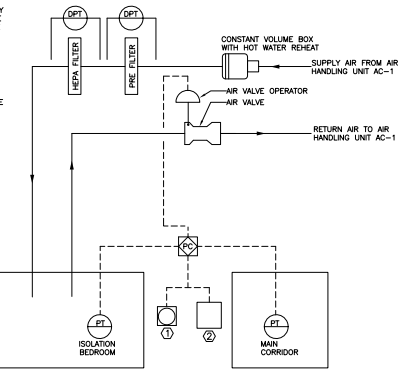 Y
E
DPT
DPT
HEPA FILTER
PRE FILTER
CONSTANT VOLUME BOX
WITH HOT WATER REHEAT
SUPPLY AIR FROM AIR
HANDLING UNIT AC-1
AIR VALVE OPERATOR
AIR VALVE
RETURN AIR TO AIR
HANDLING UNIT AC-1
PC
PT
ISOLATION
BEDROOM
1
2
PT
MAIN
CORRIDOR